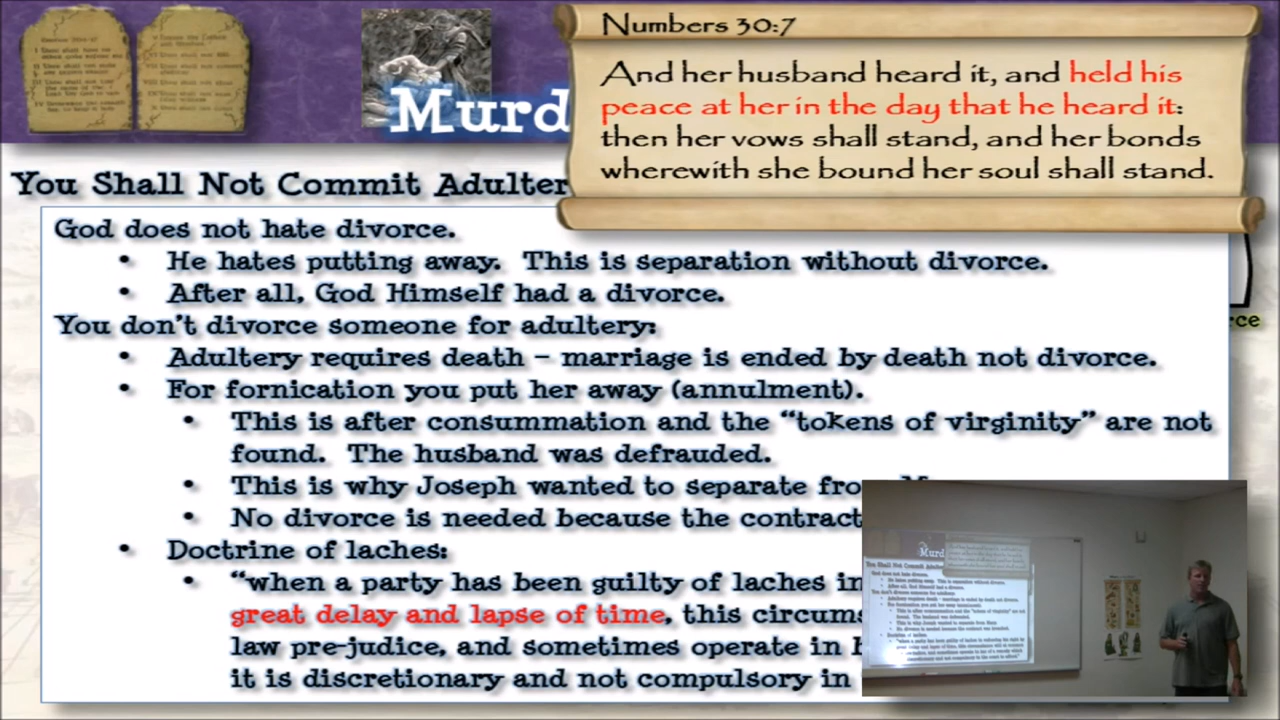 Numbers 30:7
And her husband heard it, and held his
peace at her in the day that he heard it:
then her vows shall stand, and her bonds
wherewith she bound her soul shall stand.
Murd
You Shall Not Commit Adulter
God does not hate divorce.
• He hates putting away. This is separation without divorce.
• After all, God Himself had a divorce.
rce
You don't divorce someone for adultery:
• Adultery requires death – marriage is ended by death not divorce.
• For fornication you put her away (annulment).
• This is after consummation and the "tokens of virginity" are not
found. The husband was defrauded.
• This is why Joseph wanted to separate fro
• No divorce is needed because the contract
• Doctrine of laches:
• "when a party has been guilty of laches in
great delay and lapse of time, this circums
law pre-judice, and sometimes operate in
it is discretionary and not compulsory in